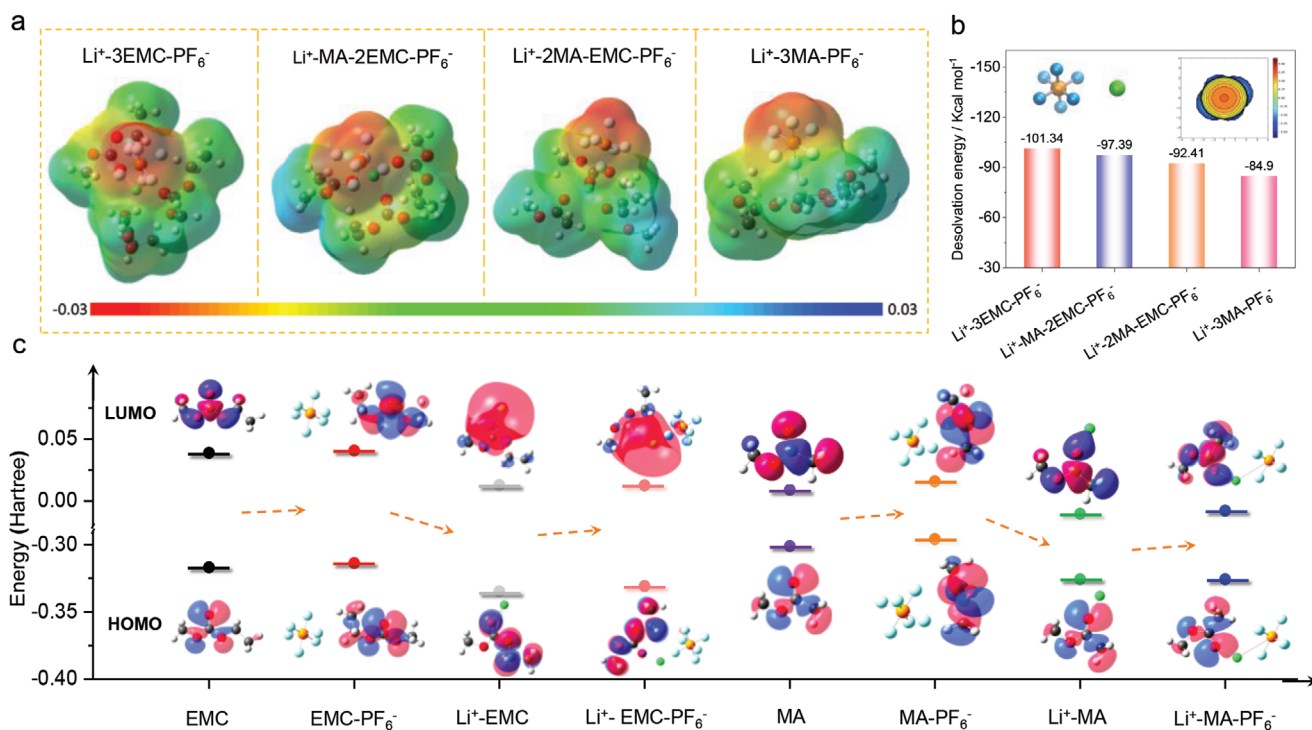 a
Li⁺-3EMC-PF₆⁻
Li⁺-MA-2EMC-PF₆⁻
Li⁺-2MA-EMC-PF₆⁻
Li⁺-3MA-PF₆⁻
-0.03
0.03
b
Desolvation energy / Kcal mol⁻¹
-150
-120
-90
-60
-30
-101.34
-97.39
-92.41
-84.9
Li⁺-3EMC-PF₆⁻
Li⁺-MA-2EMC-PF₆⁻
Li⁺-2MA-EMC-PF₆⁻
Li⁺-3MA-PF₆⁻
c
Energy (Hartree)
LUMO
0.05
0.00
-0.30
-0.35
HOMO
-0.40
EMC
EMC-PF₆⁻
Li⁺-EMC
Li⁺- EMC-PF₆⁻
MA
MA-PF₆⁻
Li⁺-MA
Li⁺-MA-PF₆⁻